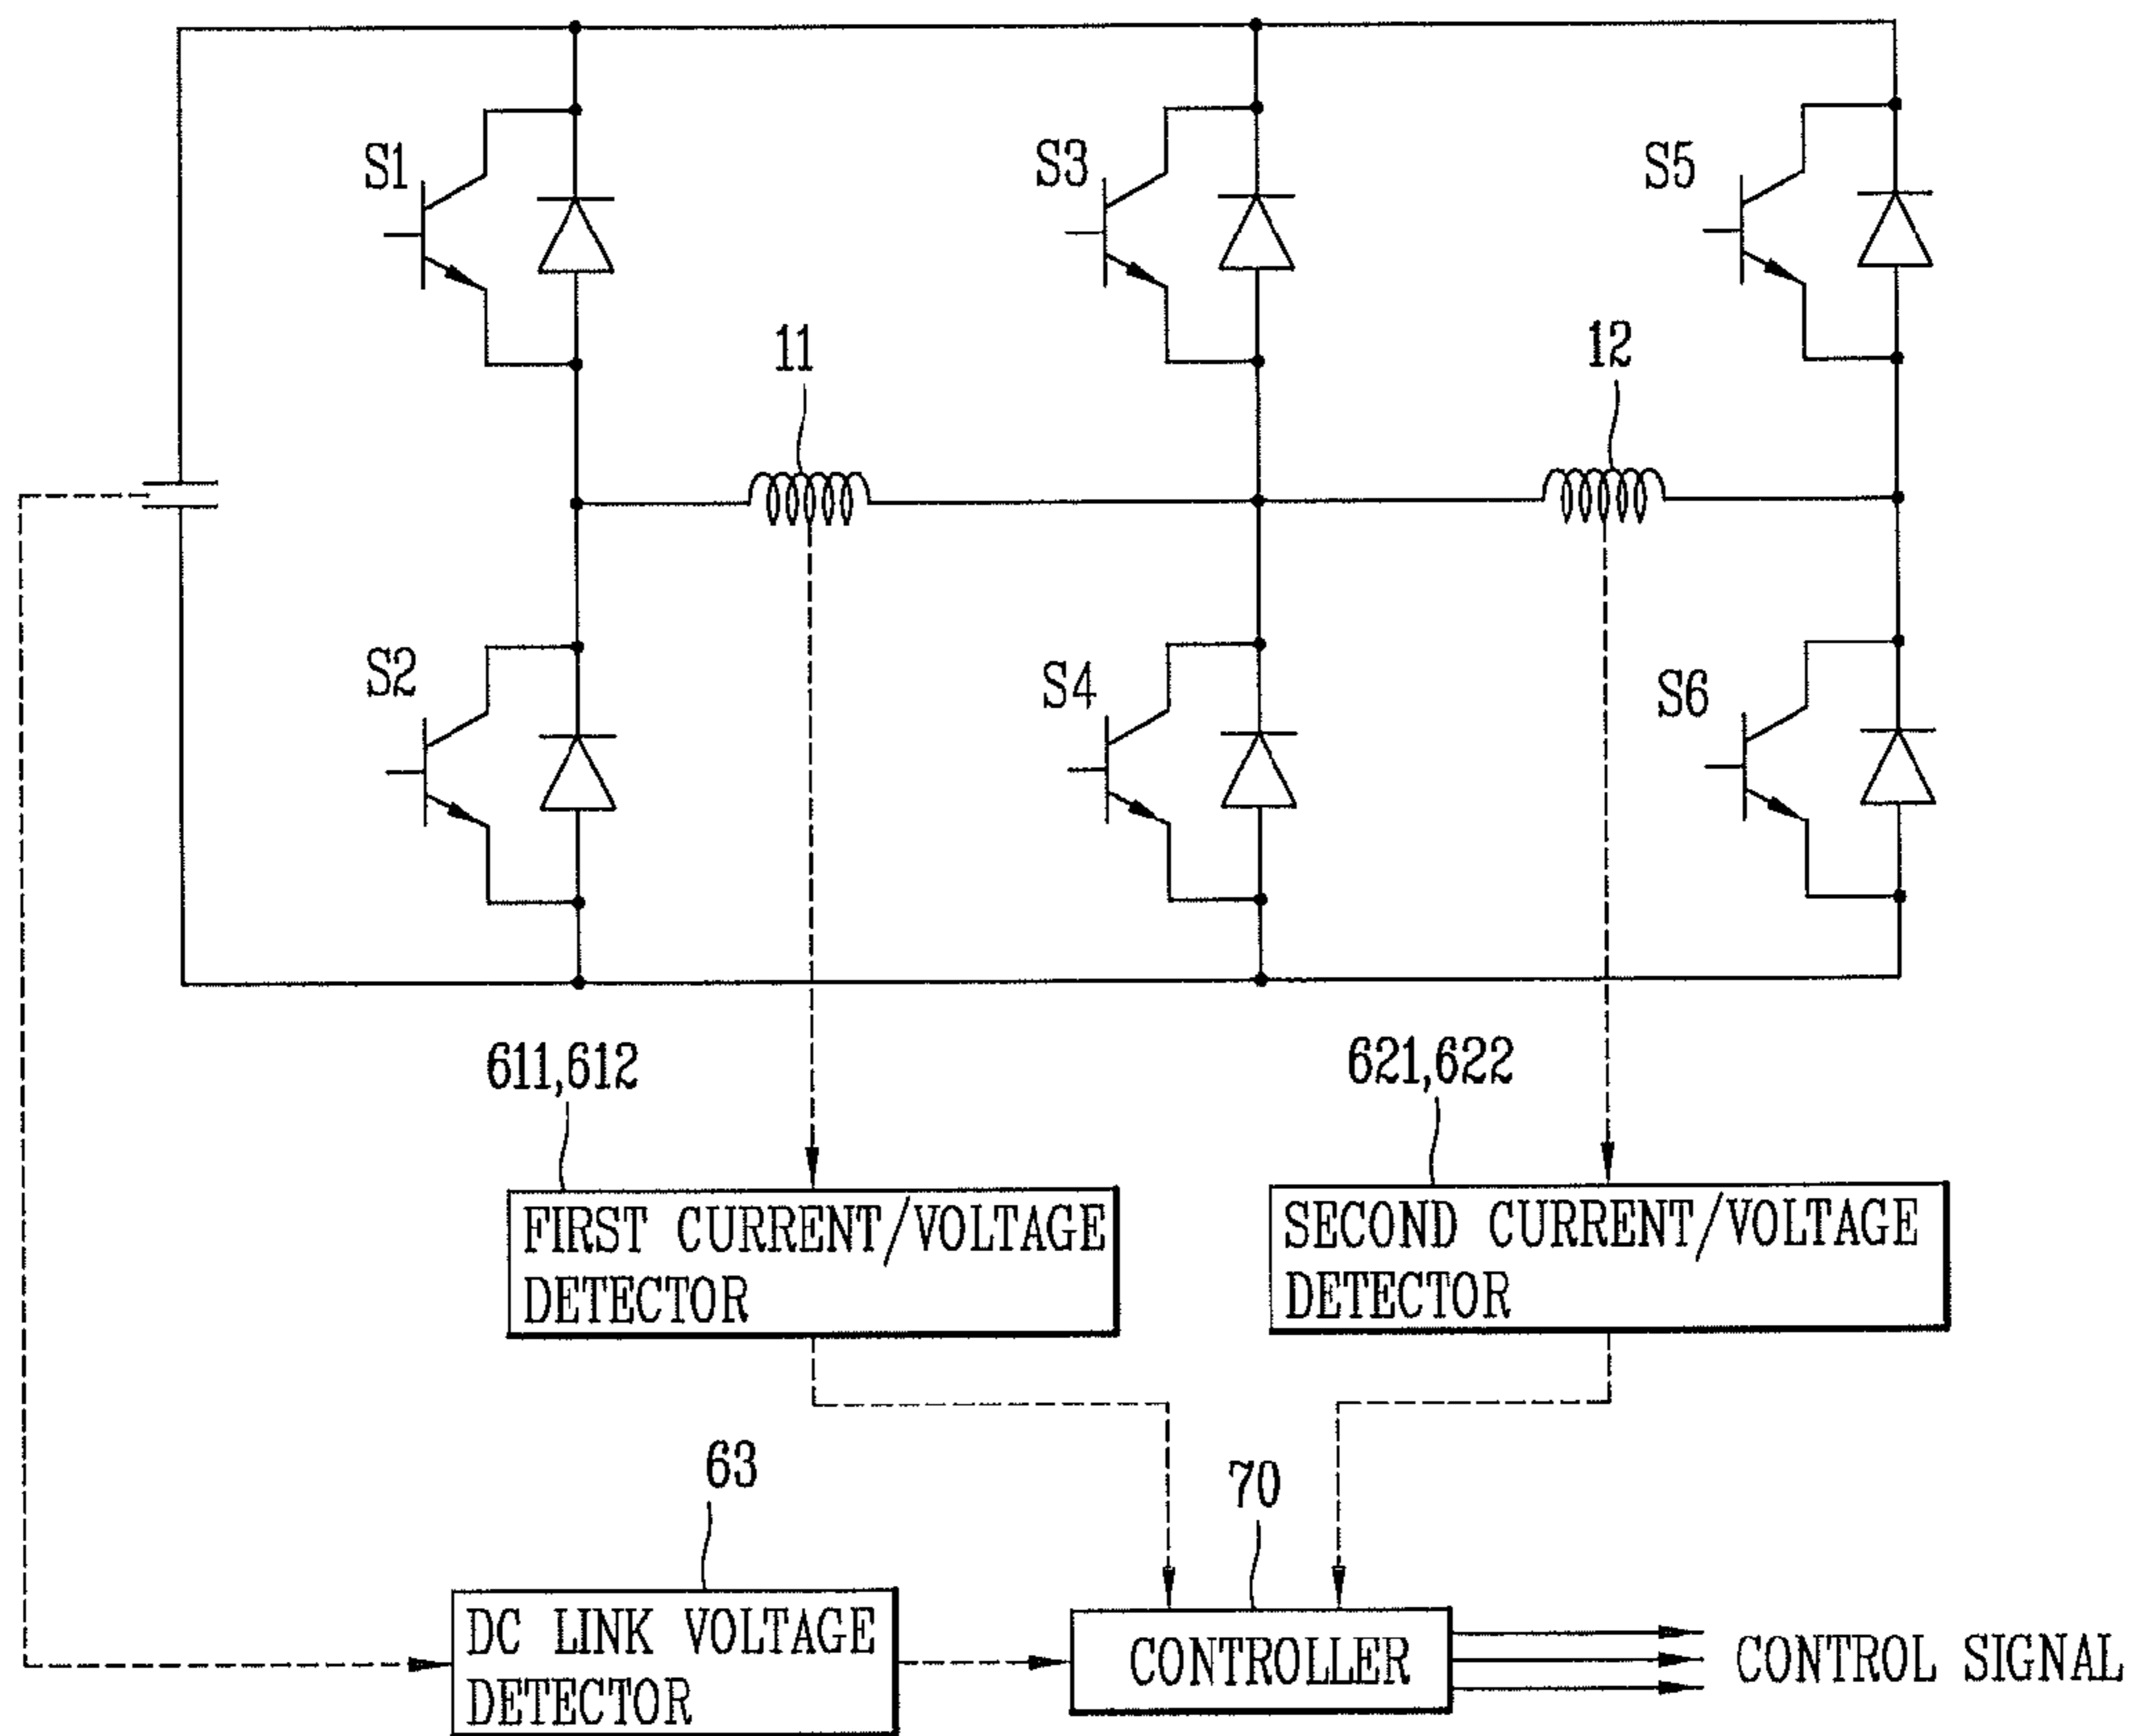 S1
S3
S5
11
12
S2
S4
S6
611,612
621,622
FIRST CURRENT/VOLTAGE
DETECTOR
SECOND CURRENT/VOLTAGE
DETECTOR
63
70
DC LINK VOLTAGE
DETECTOR
CONTROLLER
CONTROL SIGNAL